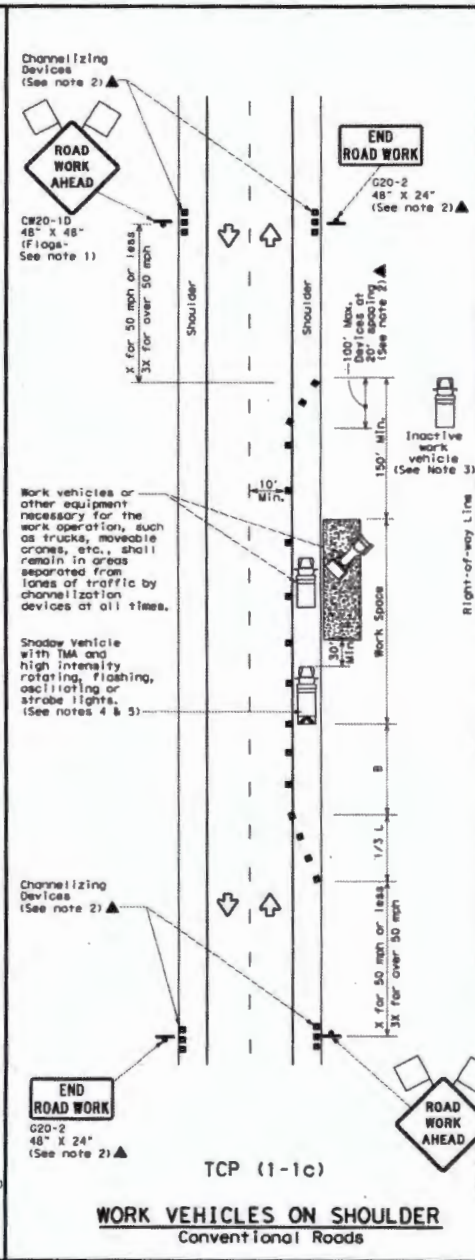 Channelizing
Devices
(See note 2)▲
ROAD
WORK
AHEAD
CW20-1D
48" X 48"
(Flags-
See note 1)
X for 50 mph or less
3X for over 50 mph
Shoulder
Shoulder
END
ROAD WORK
G20-2
48" X 24"
(See note 2)▲
100' Max.
Devices at
20' spacing
(See note 2)▲
150' Min.
Inactive
work
vehicle
(See Note 3)
10'
Min.
Right-of-way Line
Work vehicles or
other equipment
necessary for the
work operation, such
as trucks, moveable
cranes, etc., shall
remain in areas
separated from
lanes of traffic by
channelization
devices at all times.
Work Space
30'
Min.
Shadow Vehicle
with TMA and
high intensity
rotating, flashing,
oscillating or
strobe lights.
(See notes 4 & 5)
B
1/3 L
Channelizing
Devices
(See note 2)▲
X for 50 mph or less
3X for over 50 mph
END
ROAD WORK
G20-2
48" X 24"
(See note 2)▲
ROAD
WORK
AHEAD
TCP (1-1c)
WORK VEHICLES ON SHOULDER
Conventional Roads